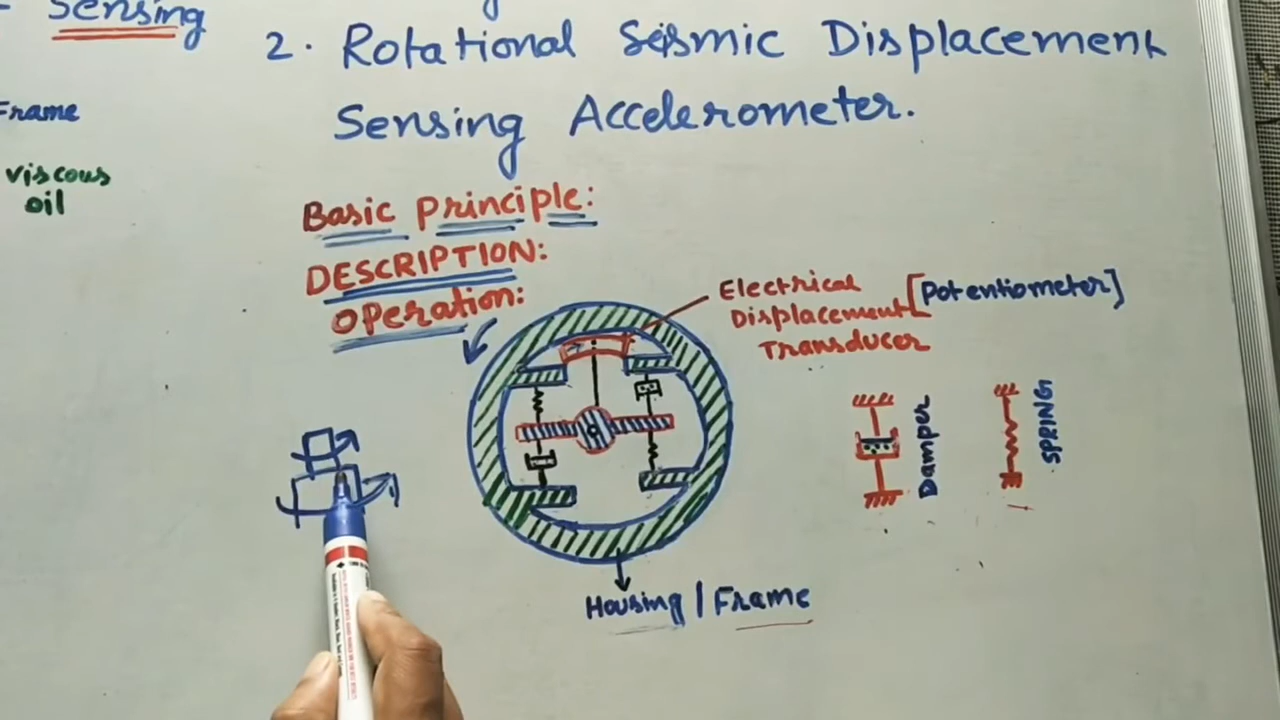 Sensing
2. Rotational Seismic Displacement
Sensing Accelerometer.
Frame
viscous
oil
Basic principle:
DESCRIPTION:
Operation:
Electrical [Potentiometer]
Displacement
Transducer
Damper
SPRING
Housing / Frame